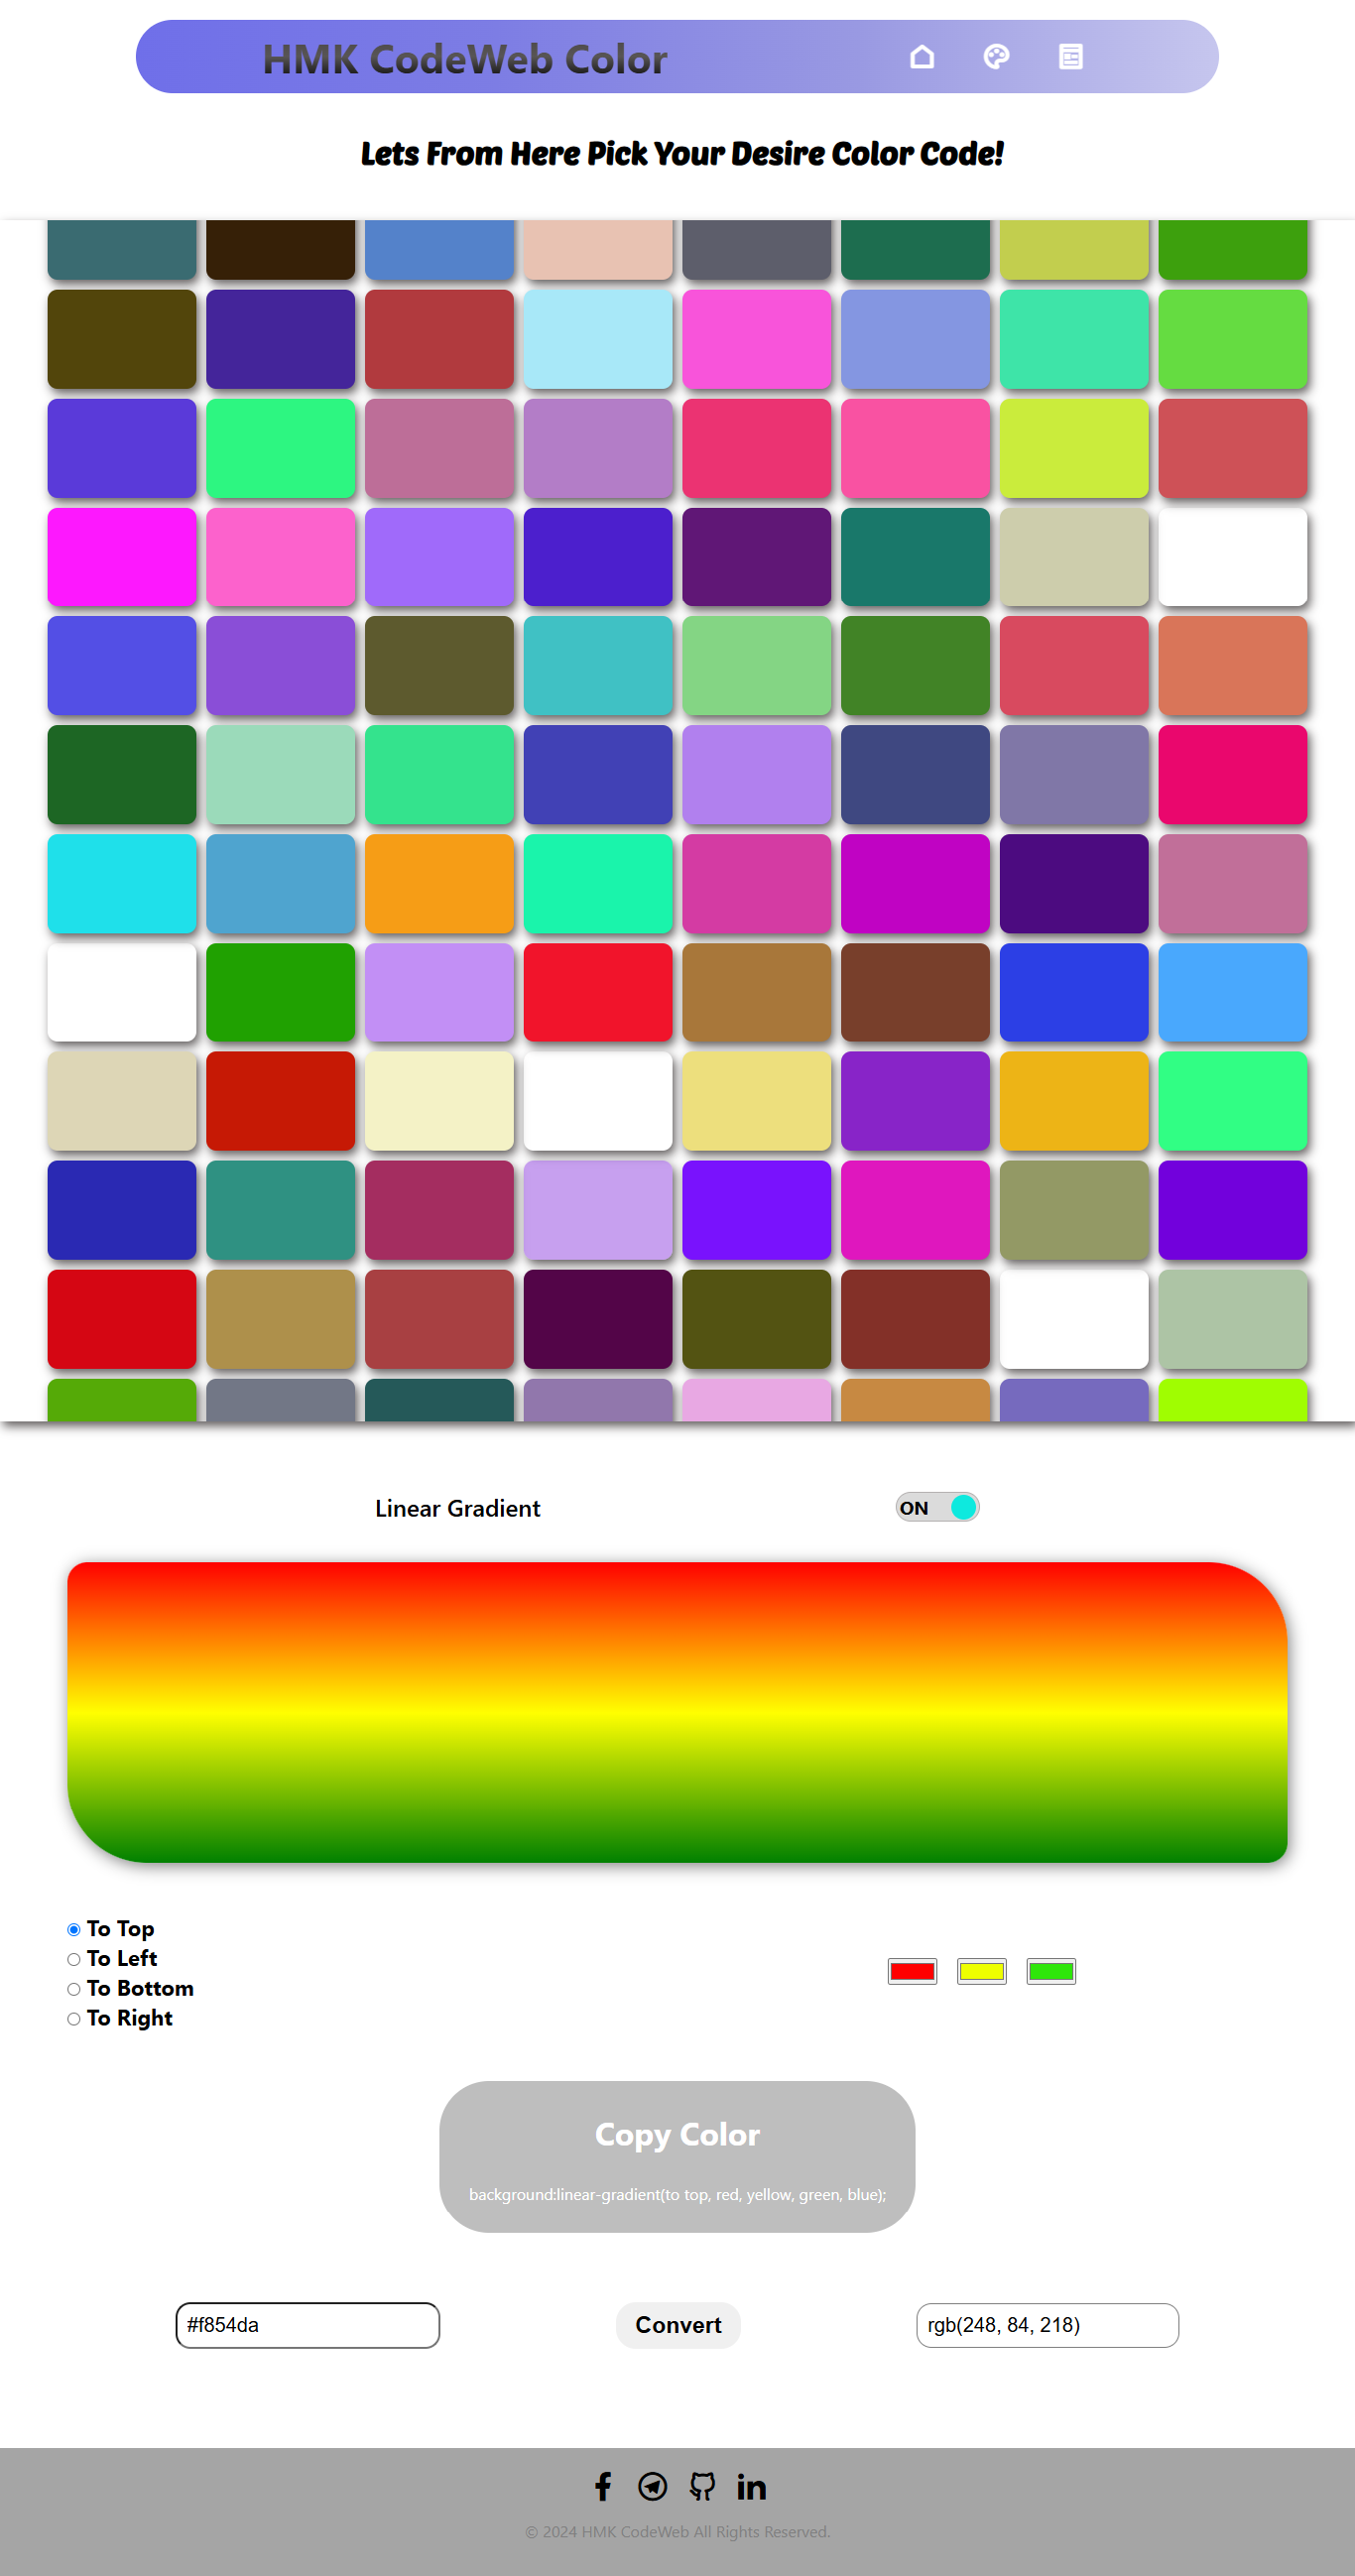 HMK CodeWeb Color
Lets From Here Pick Your Desire Color Code!
Linear Gradient
ON
To Top
To Left
To Bottom
To Right
Copy Color
background:linear-gradient(to top, red, yellow, green, blue);
#f854da
Convert
rgb(248, 84, 218)
© 2024 HMK CodeWeb All Rights Reserved.